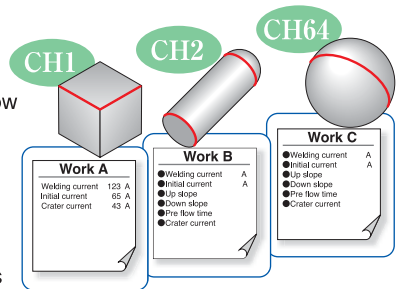 CH1
CH2
CH64
ow
Work A
Welding current 123 A
Initial current 65 A
Crater current 43 A
Work B
●Welding current A
●Initial current A
●Up slope
●Down slope
●Pre flow time
●Crater current
Work C
●Welding current A
●Initial current A
●Up slope
●Down slope
●Pre flow time
●Crater current
s